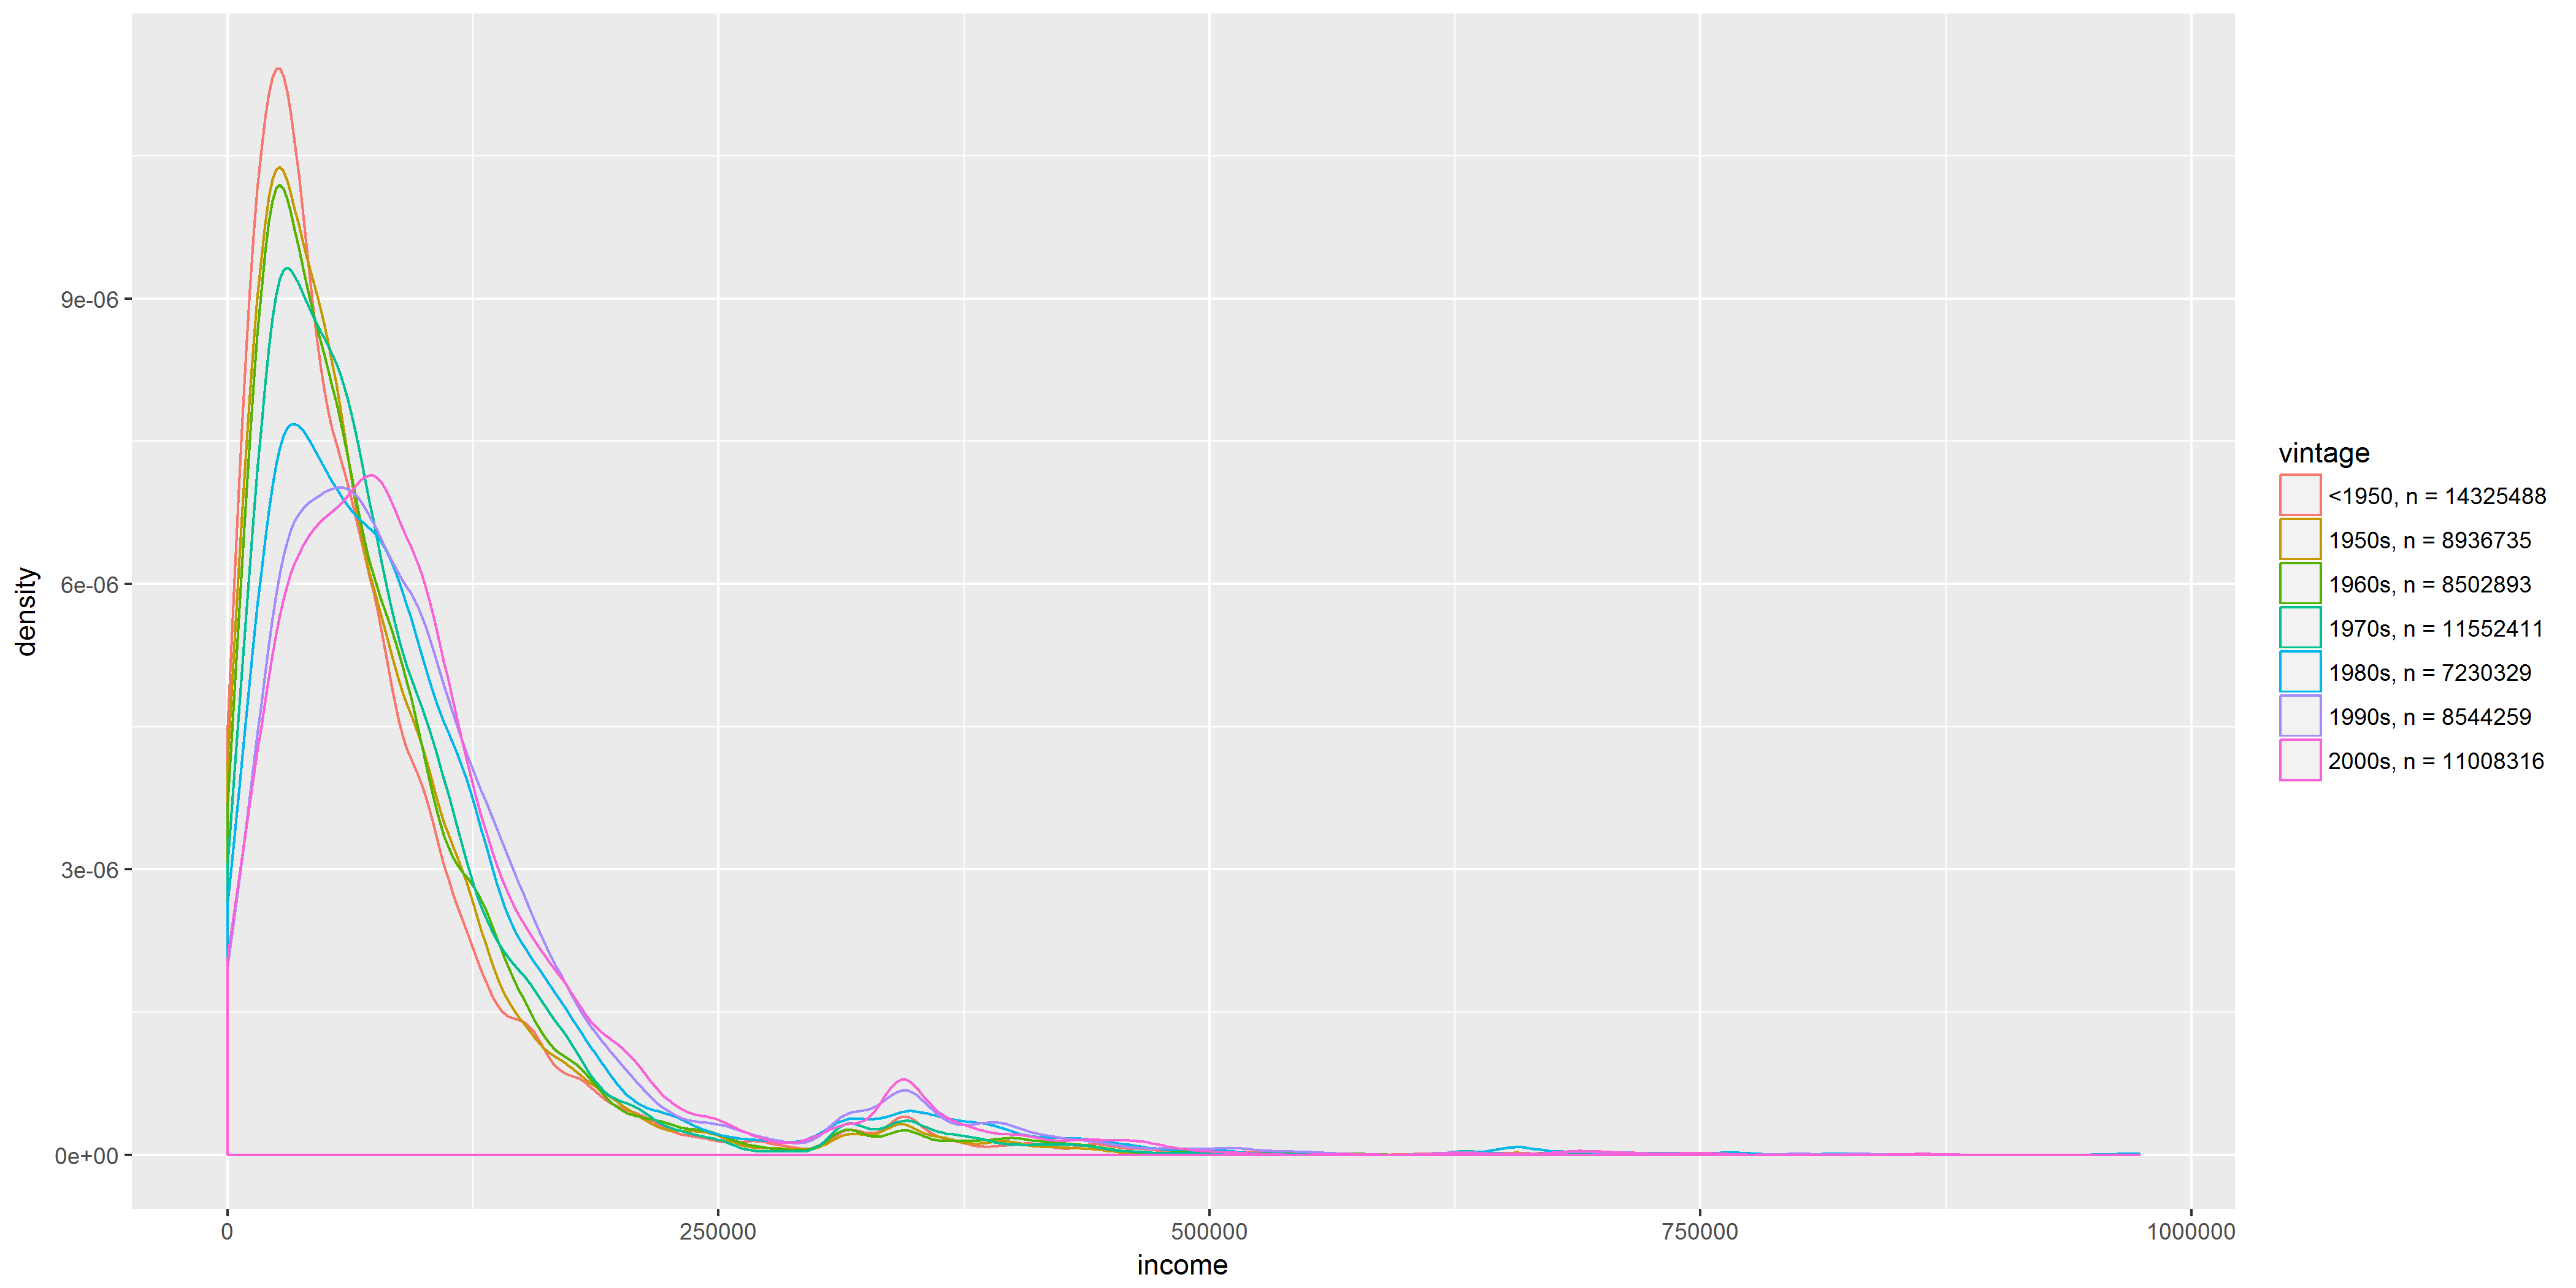 9e-06
6e-06
3e-06
0e+00
density
0
250000
500000
750000
1000000
income
vintage
<1950, n = 14325488
1950s, n = 8936735
1960s, n = 8502893
1970s, n = 11552411
1980s, n = 7230329
1990s, n = 8544259
2000s, n = 11008316